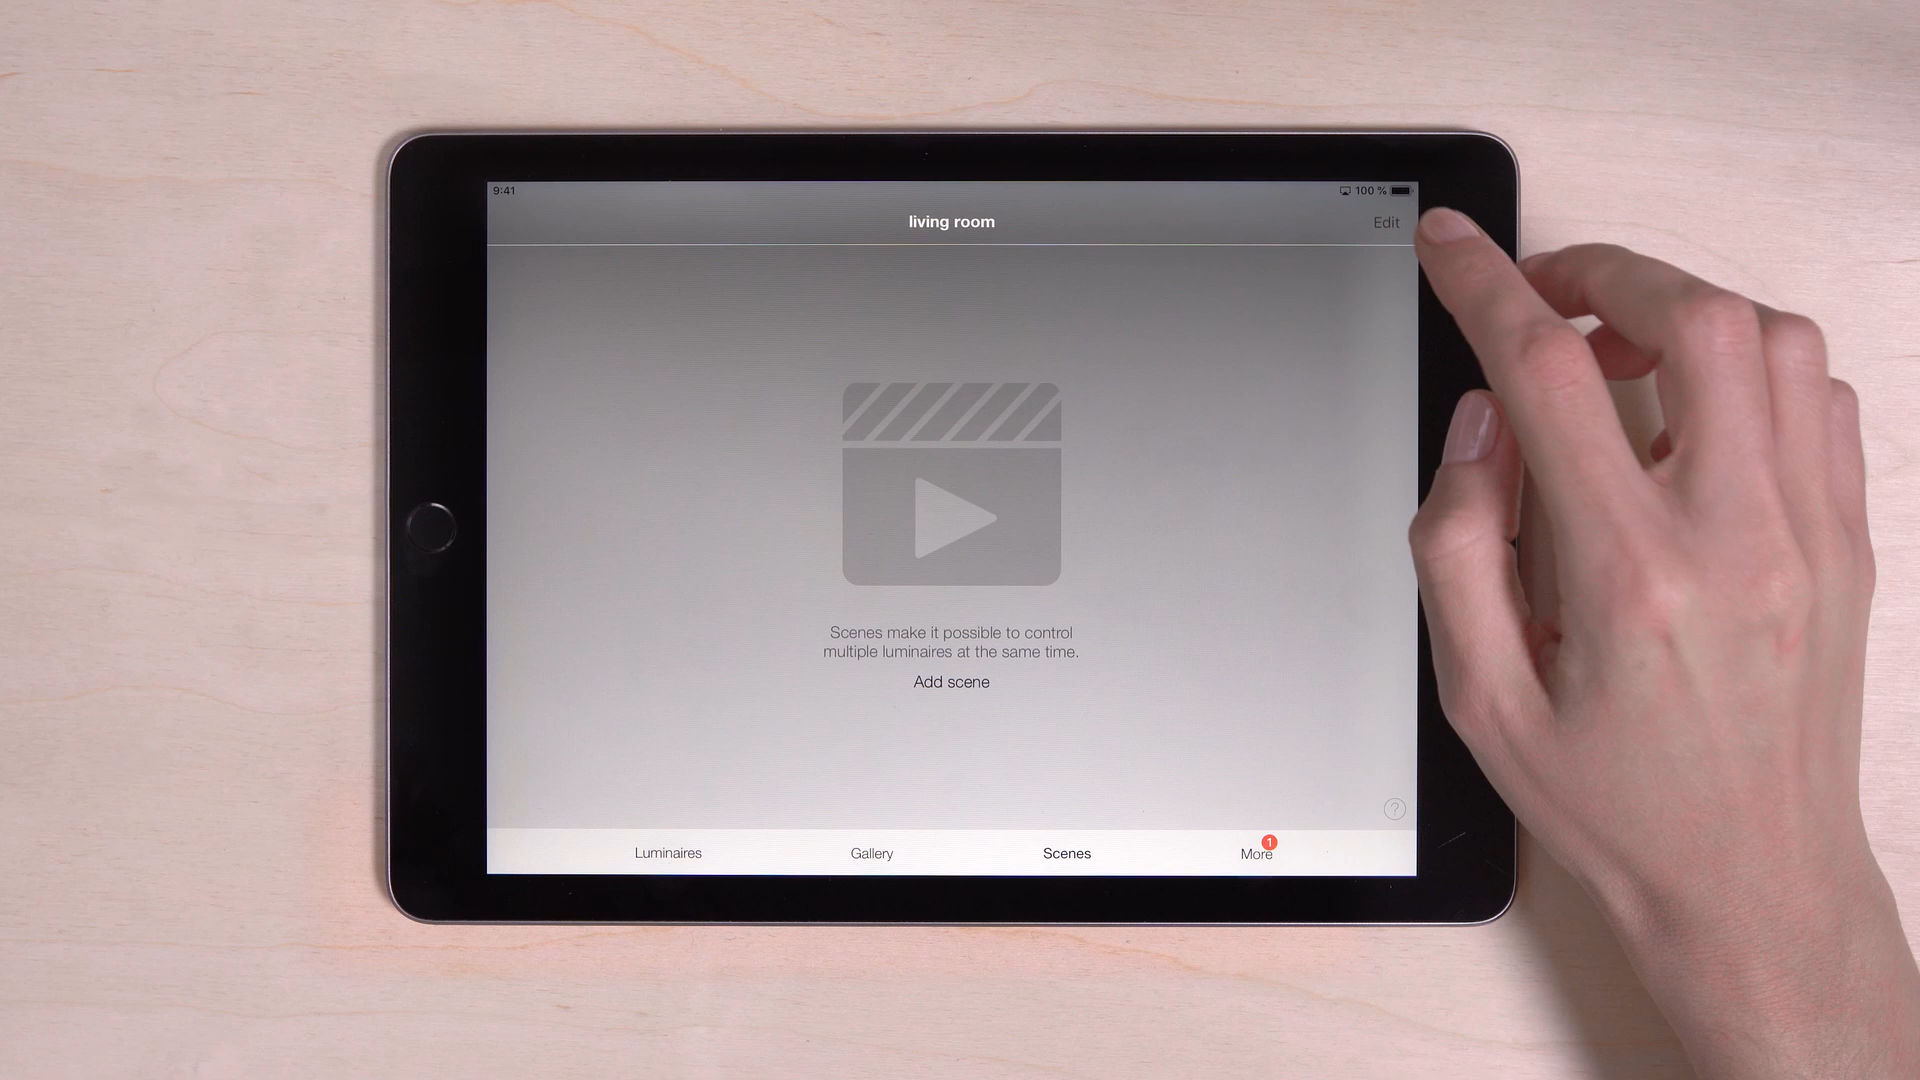 9:41
100 %
living room
Edit
Scenes make it possible to control
multiple luminaires at the same time.
Add scene
?
Luminaires
Gallery
Scenes
More
1